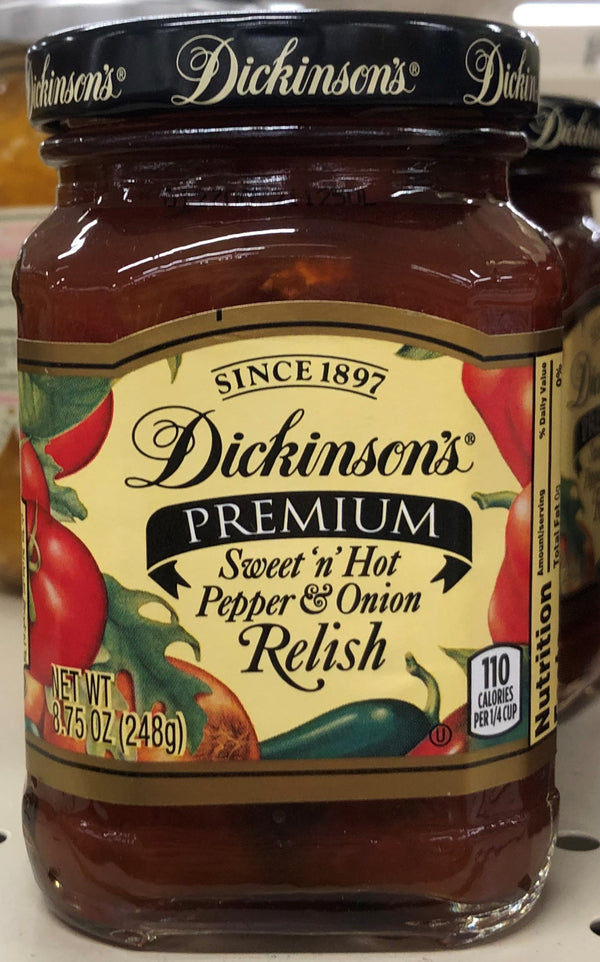 Dickinson's®
Dickinson's®
SINCE 1897
Dickinson's®
PREMIUM
Sweet 'n' Hot
Pepper & Onion
Relish
NET WT
8.75 OZ (248g)
U
110
CALORIES
PER 1/4 CUP
Nutrition
Amount/serving
% Daily Value
Total Fat 0g
0%